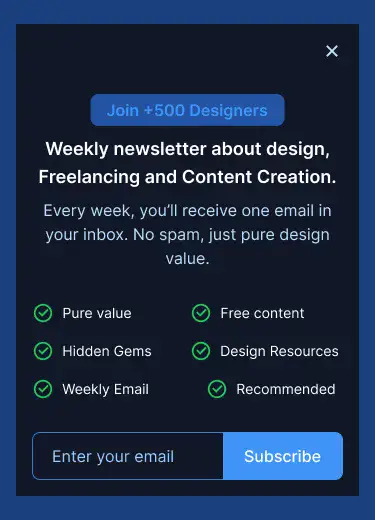 Join +500 Designers
Weekly newsletter about design,
Freelancing and Content Creation.
Every week, you’ll receive one email in
your inbox. No spam, just pure design
value.
Pure value
Free content
Hidden Gems
Design Resources
Weekly Email
Recommended
Enter your email
Subscribe